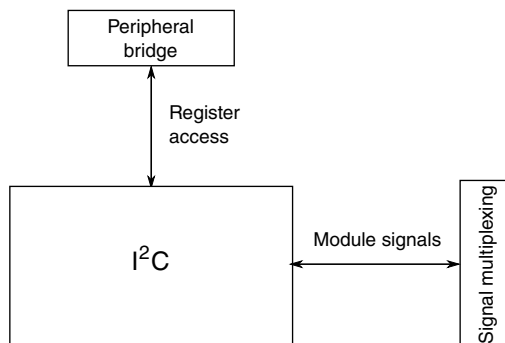 Peripheral
bridge
Register
access
I²C
Module signals
Signal multiplexing